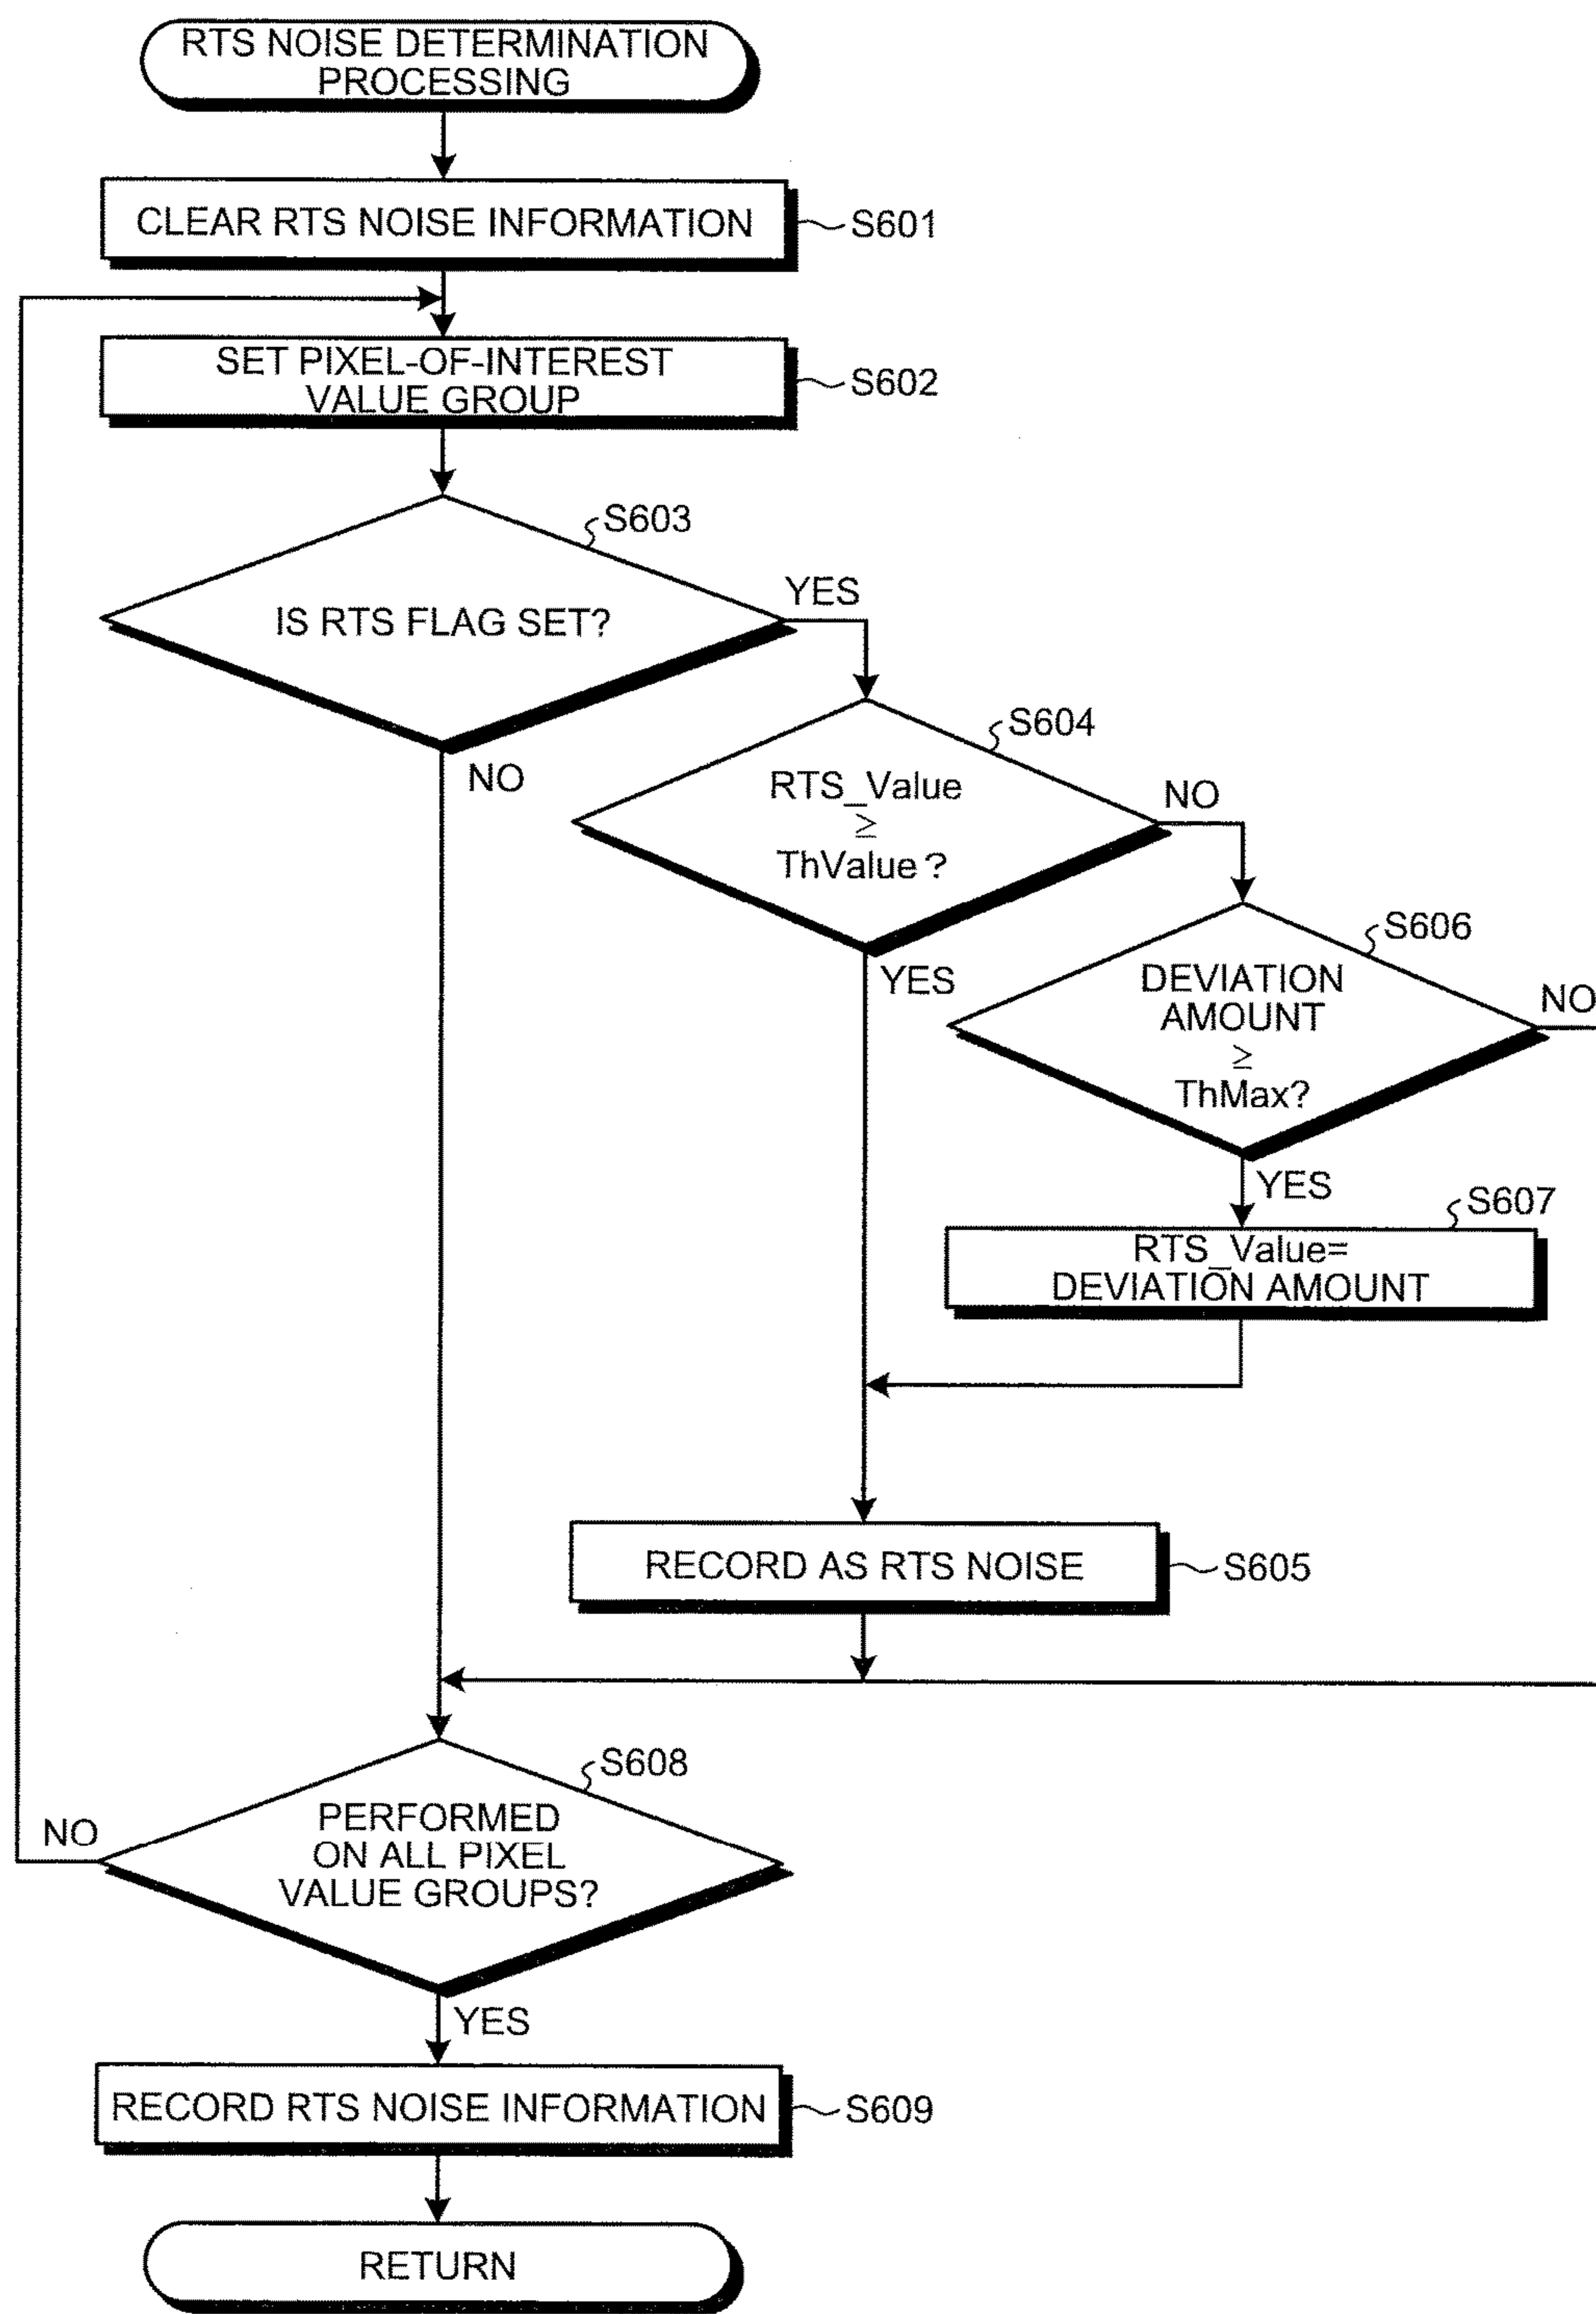 RTS NOISE DETERMINATION
PROCESSING
CLEAR RTS NOISE INFORMATION
S601
SET PIXEL-OF-INTEREST
VALUE GROUP
S602
S603
IS RTS FLAG SET?
YES
NO
S604
RTS_Value
≥
ThValue ?
NO
YES
S606
DEVIATION
AMOUNT
≥
ThMax?
NO
YES
S607
RTS_Value=
DEVIATION AMOUNT
RECORD AS RTS NOISE
S605
S608
PERFORMED
ON ALL PIXEL
VALUE GROUPS?
NO
YES
RECORD RTS NOISE INFORMATION
S609
RETURN